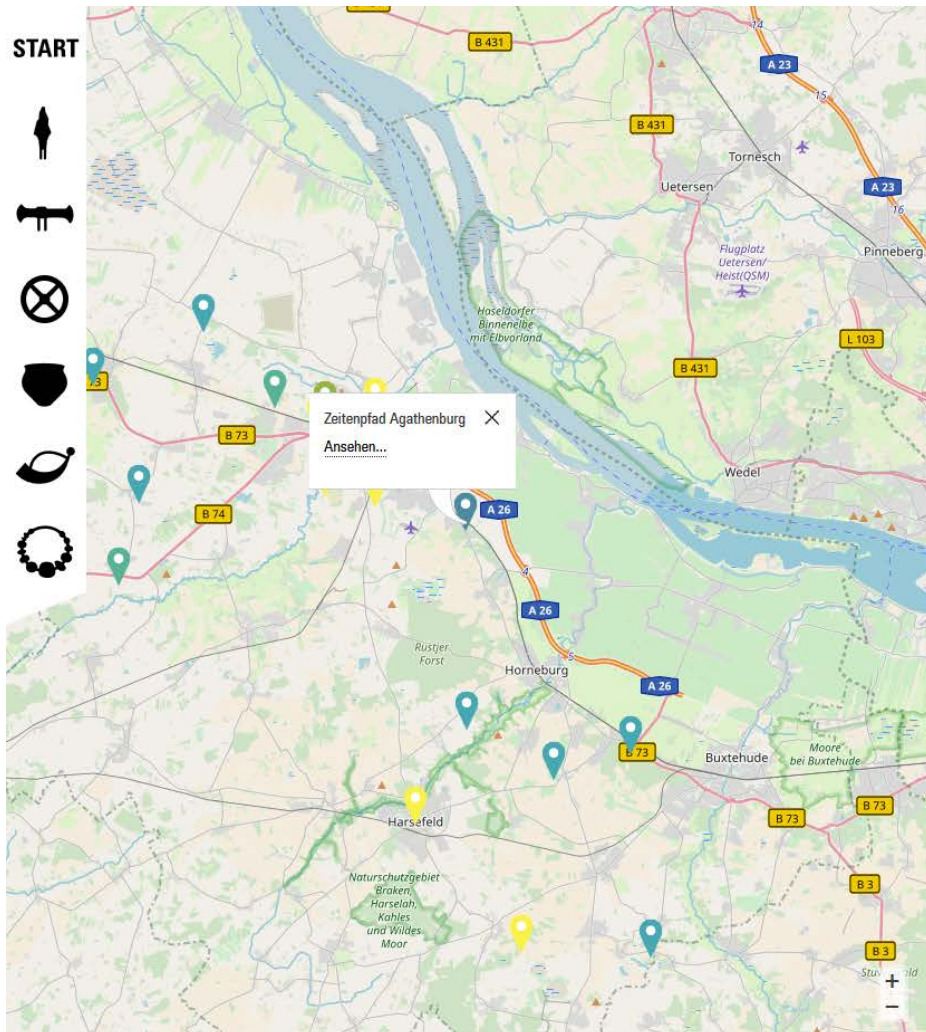 START
B 431
14
A 23
15
B 431
Tornesch
Uetersen
A 23
16
Pinneberg
Flugplatz
Uetersen/
Heist(QSM)
Haseldorfer
Binnenelbe
mit Elbvorland
L 103
B 431
73
Zeitenpfad Agathenburg
Ansehen...
B 73
Wedel
B 74
A 26
4
A 26
Rüstjer
Forst
5
Horneburg
A 26
B 73
Buxtehude
Moore
bei Buxtehude
B 73
B 73
Harsefeld
Naturschutzgebiet
Braken,
Harselah,
Kahles
und Wildes
Moor
B 3
B 3
+
−